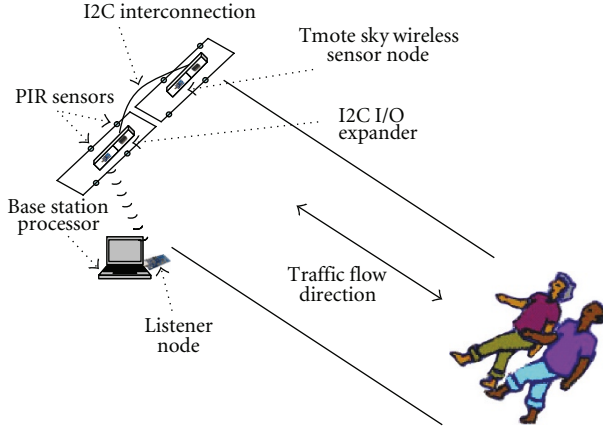 I2C interconnection
Tmote sky wireless
sensor node
PIR sensors
I2C I/O
expander
Base station
processor
Traffic flow
direction
Listener
node